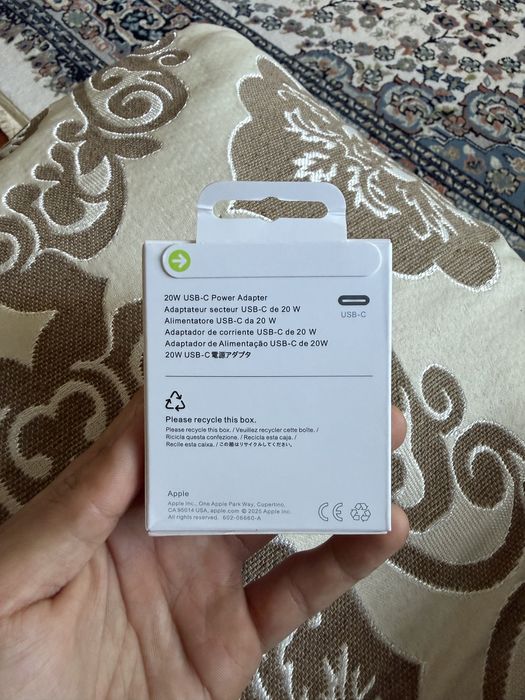 20W USB-C Power Adapter
Adaptateur secteur USB-C de 20 W
Alimentatore USB-C da 20 W
Adaptador de corriente USB-C de 20 W
Adaptador de Alimentação USB-C de 20W
20W USB-C電源アダプタ
USB-C
Please recycle this box.
Please recycle this box. / Veuillez recycler cette boîte. /
Ricicla questa confezione. / Recicla esta caja. /
Recicle esta caixa. / この箱はリサイクルしてください。
Apple
Apple Inc., One Apple Park Way, Cupertino,
CA 95014 USA, apple.com © 2025 Apple Inc.
All rights reserved. 602-06660-A
CE